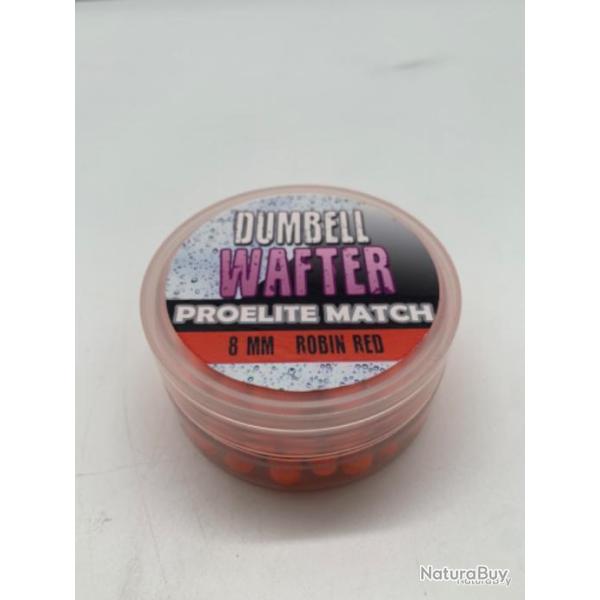 DUMBELL
WAFTER
PROELITE MATCH
8 MM ROBIN RED
NaturaBuy